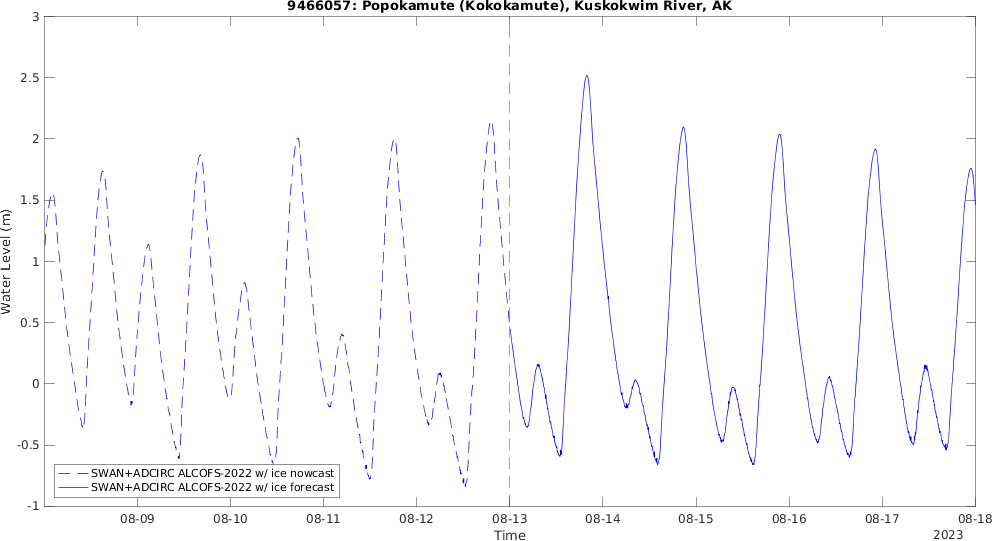 9466057: Popokamute (Kokokamute), Kuskokwim River, AK
3
2.5
2
1.5
1
0.5
0
-0.5
-1
Water Level (m)
SWAN+ADCIRC ALCOFS-2022 w/ ice nowcast
SWAN+ADCIRC ALCOFS-2022 w/ ice forecast
08-09 08-10 08-11 08-12 08-13 08-14 08-15 08-16 08-17 08-18
Time
2023